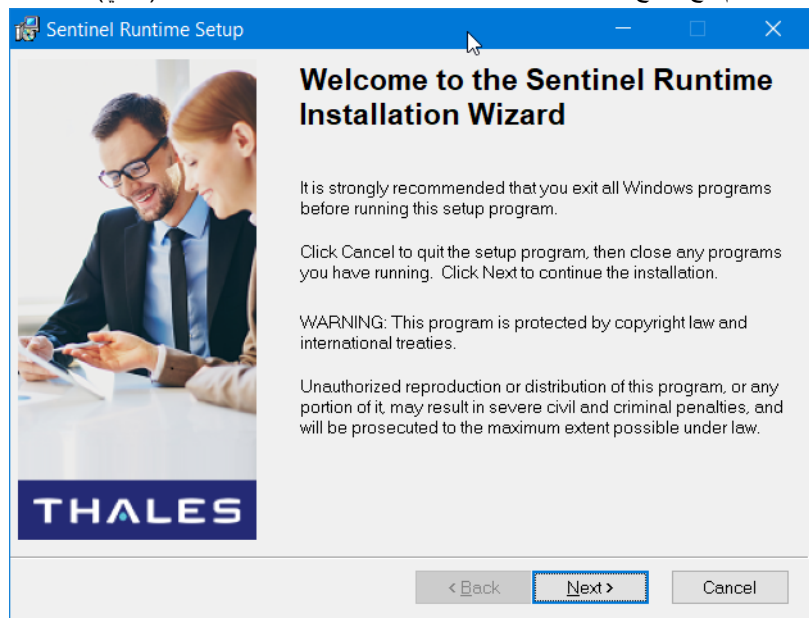 Sentinel Runtime Setup
Welcome to the Sentinel Runtime
Installation Wizard
It is strongly recommended that you exit all Windows programs
before running this setup program.
Click Cancel to quit the setup program, then close any programs
you have running. Click Next to continue the installation.
WARNING: This program is protected by copyright law and
international treaties.
Unauthorized reproduction or distribution of this program, or any
portion of it, may result in severe civil and criminal penalties, and
will be prosecuted to the maximum extent possible under law.
THALES
< Back Next > Cancel